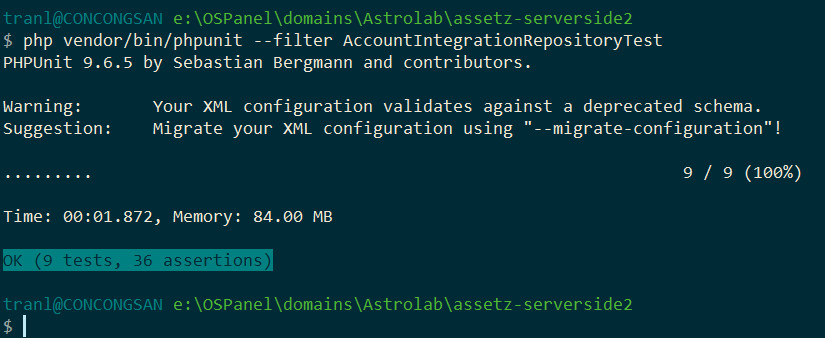 tranl@CONCONGSAN e:\OSPanel\domains\Astrolab\assetz-serverside2
$ php vendor/bin/phpunit --filter AccountIntegrationRepositoryTest
PHPUnit 9.6.5 by Sebastian Bergmann and contributors.
Warning:       Your XML configuration validates against a deprecated schema.
Suggestion:    Migrate your XML configuration using "--migrate-configuration"!
.........                                                           9 / 9 (100%)
Time: 00:01.872, Memory: 84.00 MB
OK (9 tests, 36 assertions)
tranl@CONCONGSAN e:\OSPanel\domains\Astrolab\assetz-serverside2
$